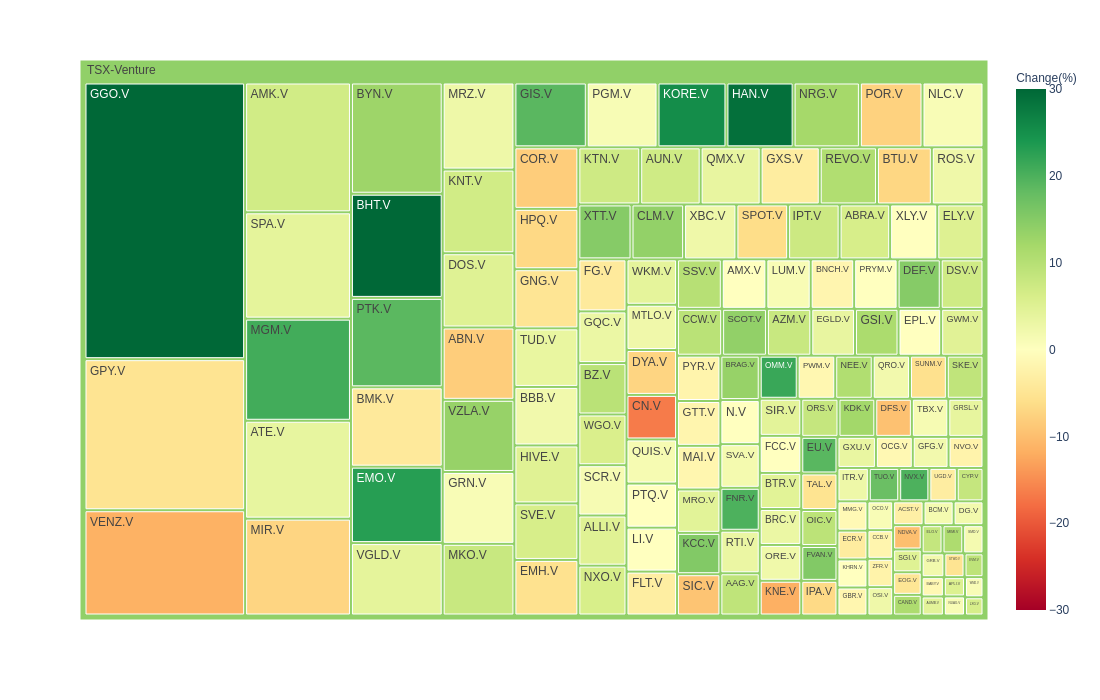 TSX-Venture
GGO.V
GPY.V
VENZ.V
AMK.V
SPA.V
MGM.V
ATE.V
MIR.V
BYN.V
BHT.V
PTK.V
BMK.V
EMO.V
VGLD.V
MRZ.V
KNT.V
DOS.V
ABN.V
VZLA.V
GRN.V
MKO.V
GIS.V
PGM.V
KORE.V
HAN.V
NRG.V
POR.V
NLC.V
COR.V
HPQ.V
GNG.V
TUD.V
BBB.V
HIVE.V
SVE.V
EMH.V
KTN.V
AUN.V
QMX.V
GXS.V
REVO.V
BTU.V
ROS.V
XTT.V
CLM.V
XBC.V
SPOT.V
IPT.V
ABRA.V
XLY.V
ELY.V
FG.V
GQC.V
BZ.V
WGO.V
SCR.V
ALLI.V
NXO.V
WKM.V
MTLO.V
DYA.V
CN.V
QUIS.V
PTQ.V
LI.V
FLT.V
SSV.V
AMX.V
LUM.V
BNCH.V
PRYM.V
DEF.V
DSV.V
CCW.V
SCOT.V
AZM.V
EGLD.V
GSI.V
EPL.V
GWM.V
PYR.V
GTT.V
MAI.V
MRO.V
KCC.V
SIC.V
BRAG.V
N.V
SVA.V
FNR.V
RTI.V
AAG.V
OMM.V
PWM.V
NEE.V
QRO.V
SUNM.V
SKE.V
SIR.V
FCC.V
BTR.V
BRC.V
ORE.V
KNE.V
ORS.V
EU.V
TAL.V
OIC.V
FVAN.V
IPA.V
KDK.V
DFS.V
TBX.V
GRSL.V
GXU.V
OCG.V
GFG.V
NVO.V
ITR.V
TUO.V
NVX.V
UGD.V
CYP.V
MMG.V
ECR.V
KHRN.V
GBR.V
OCO.V
CCB.V
ZFR.V
OSI.V
ACST.V
BCM.V
DG.V
NDVA.V
SGI.V
EOG.V
CAND.V
Change(%)
30
20
10
0
−10
−20
−30